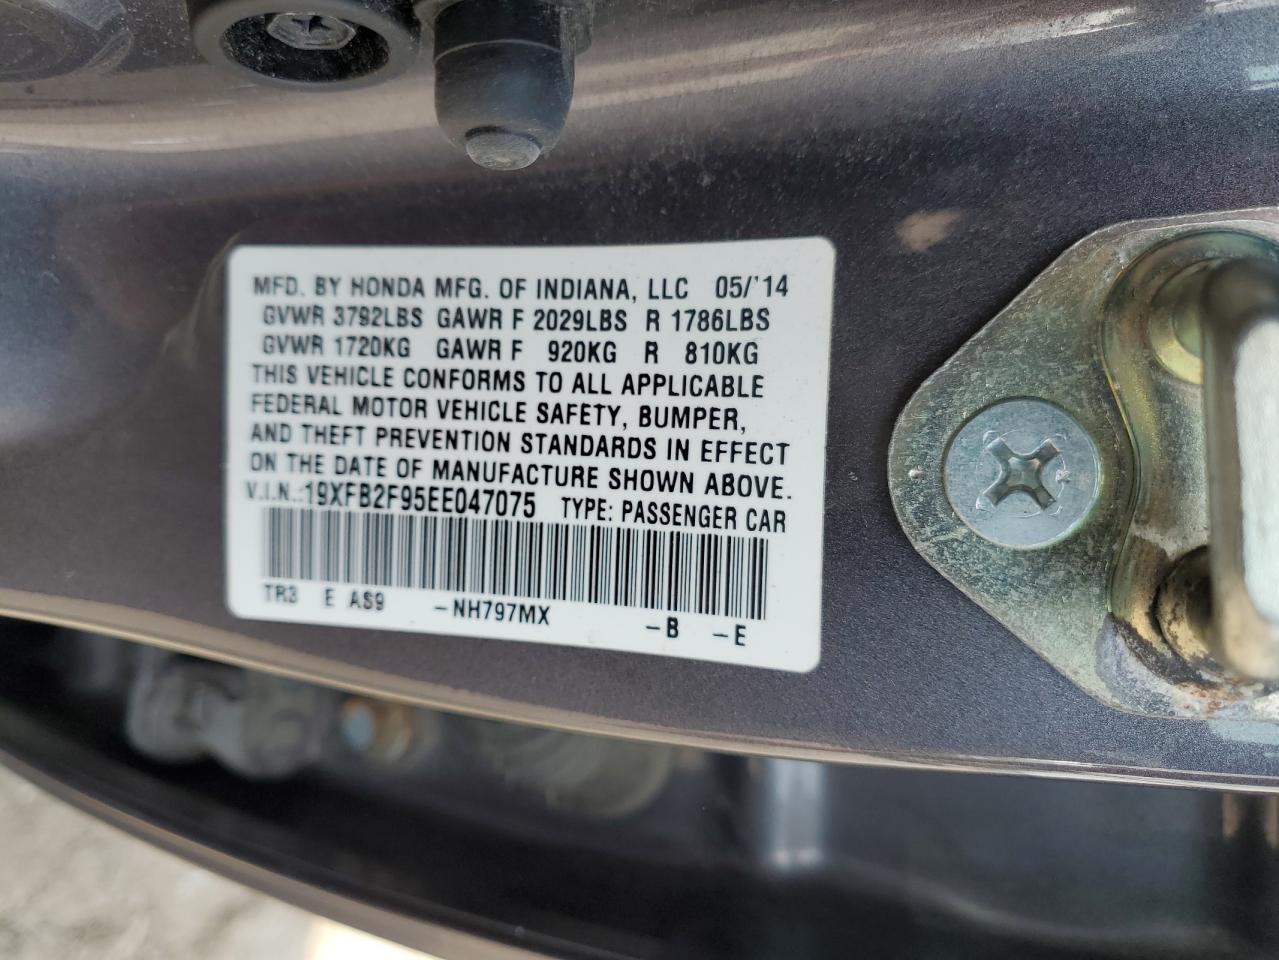 MFD. BY HONDA MFG. OF INDIANA, LLC 05/'14
GVWR 3792LBS GAWR F 2029LBS R 1786LBS
GVWR 1720KG GAWR F 920KG R 810KG
THIS VEHICLE CONFORMS TO ALL APPLICABLE
FEDERAL MOTOR VEHICLE SAFETY, BUMPER,
AND THEFT PREVENTION STANDARDS IN EFFECT
ON THE DATE OF MANUFACTURE SHOWN ABOVE.
V.I.N.:19XFB2F95EE047075 TYPE: PASSENGER CAR
TR3 E AS9 -NH797MX -B -E